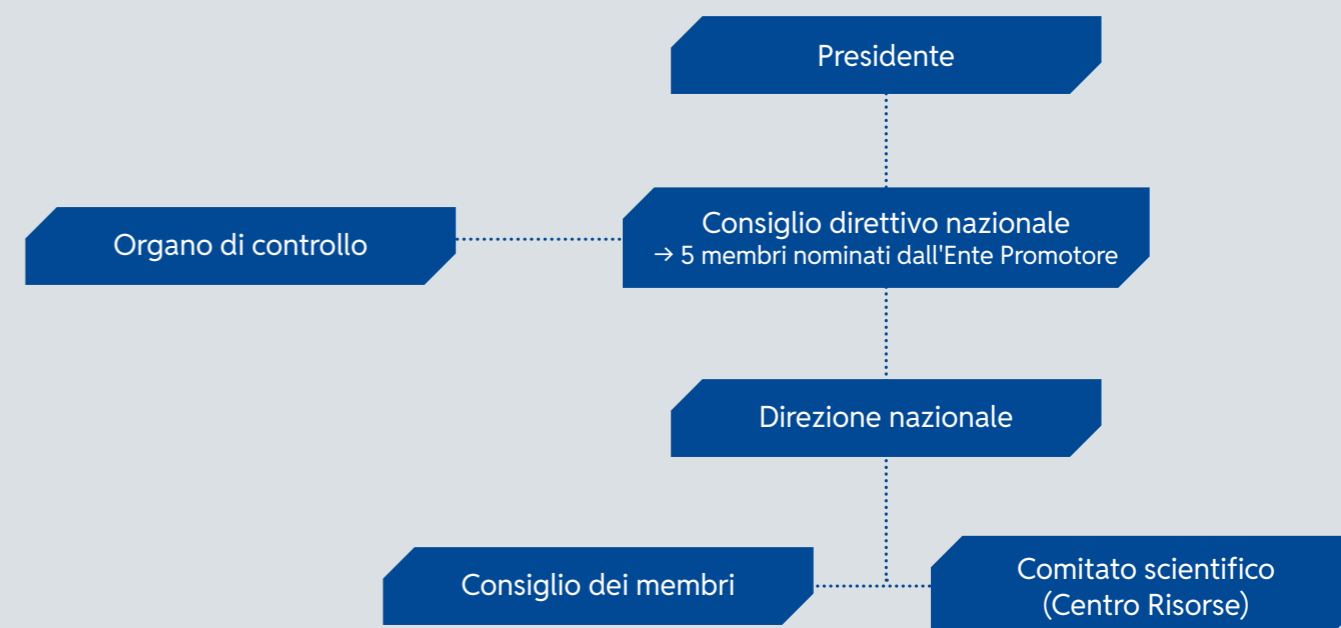 Presidente
Organo di controllo
Consiglio direttivo nazionale
→ 5 membri nominati dall'Ente Promotore
Direzione nazionale
Consiglio dei membri
Comitato scientifico
(Centro Risorse)